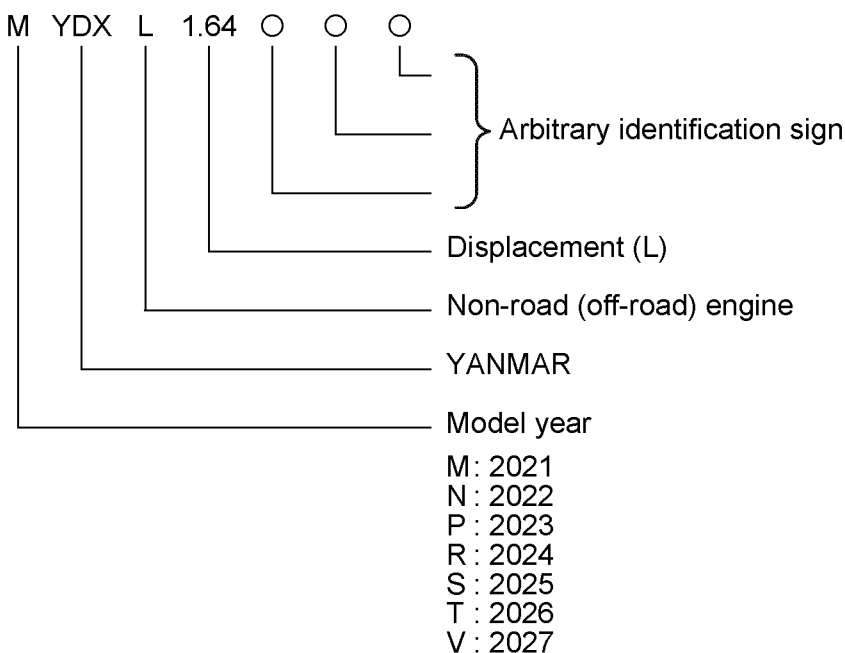 M YDX L 1.64 ○ ○ ○
Arbitrary identification sign
Displacement (L)
Non-road (off-road) engine
YANMAR
Model year
M : 2021
N : 2022
P : 2023
R : 2024
S : 2025
T : 2026
V : 2027